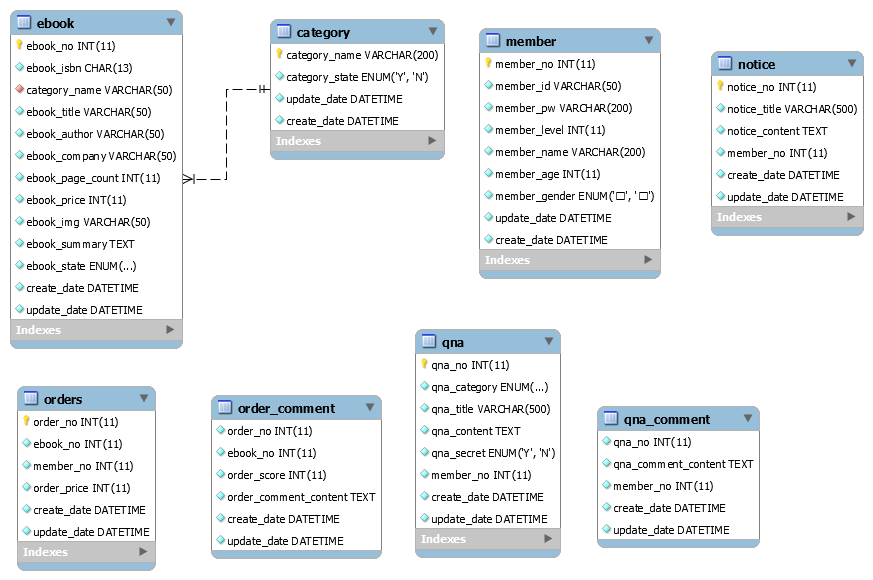 ebook
ebook_no INT(11)
ebook_isbn CHAR(13)
category_name VARCHAR(50)
ebook_title VARCHAR(50)
ebook_author VARCHAR(50)
ebook_company VARCHAR(50)
ebook_page_count INT(11)
ebook_price INT(11)
ebook_img VARCHAR(50)
ebook_summary TEXT
ebook_state ENUM(...)
create_date DATETIME
update_date DATETIME
Indexes
category
category_name VARCHAR(200)
category_state ENUM('Y', 'N')
update_date DATETIME
create_date DATETIME
Indexes
member
member_no INT(11)
member_id VARCHAR(50)
member_pw VARCHAR(200)
member_level INT(11)
member_name VARCHAR(200)
member_age INT(11)
member_gender ENUM('□', '□')
update_date DATETIME
create_date DATETIME
Indexes
notice
notice_no INT(11)
notice_title VARCHAR(500)
notice_content TEXT
member_no INT(11)
create_date DATETIME
update_date DATETIME
Indexes
orders
order_no INT(11)
ebook_no INT(11)
member_no INT(11)
order_price INT(11)
create_date DATETIME
update_date DATETIME
Indexes
order_comment
order_no INT(11)
ebook_no INT(11)
order_score INT(11)
order_comment_content TEXT
create_date DATETIME
update_date DATETIME
qna
qna_no INT(11)
qna_category ENUM(...)
qna_title VARCHAR(500)
qna_content TEXT
qna_secret ENUM('Y', 'N')
member_no INT(11)
create_date DATETIME
update_date DATETIME
Indexes
qna_comment
qna_no INT(11)
qna_comment_content TEXT
member_no INT(11)
create_date DATETIME
update_date DATETIME